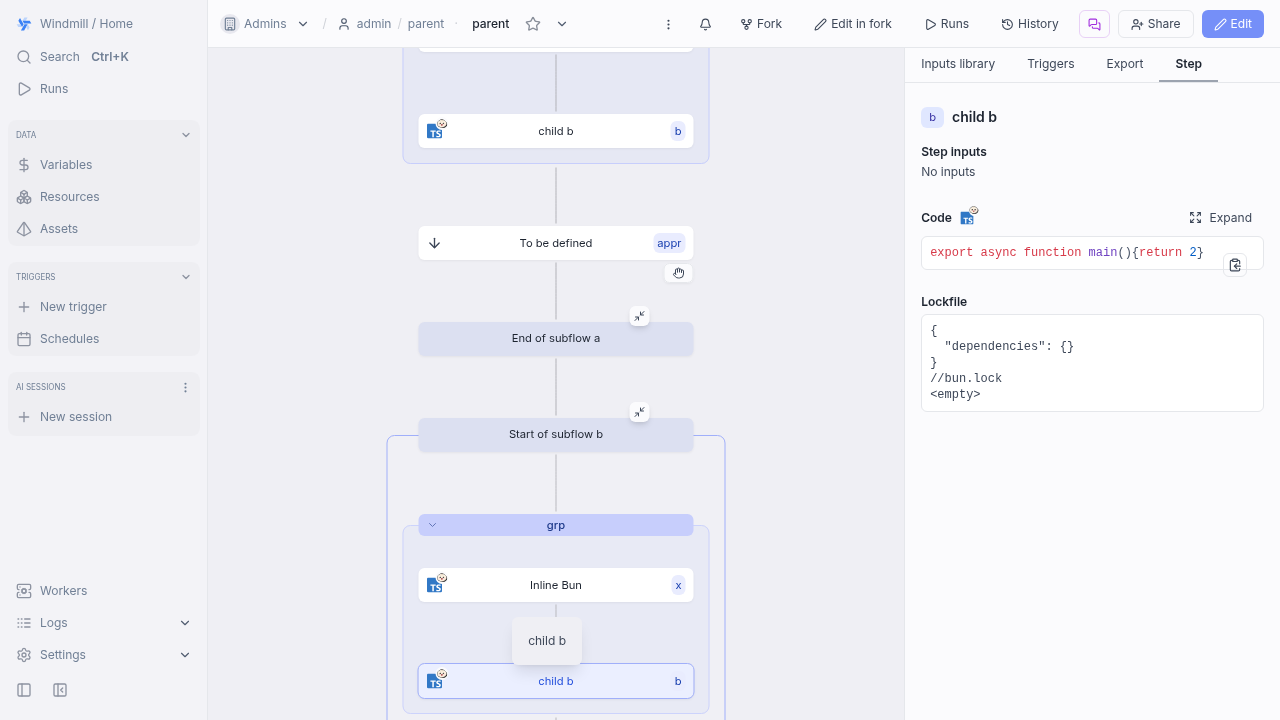 Windmill / Home
Search Ctrl+K
Runs
DATA
Variables
Resources
Assets
TRIGGERS
New trigger
Schedules
AI SESSIONS
New session
Workers
Logs
Settings
Admins / admin / parent · parent
Fork
Edit in fork
Runs
History
Share
Edit
child b b
To be defined appr
End of subflow a
Start of subflow b
grp
TS Inline Bun x
child b
TS child b b
Inputs library Triggers Export Step
b child b
Step inputs
No inputs
Code TS Expand
export async function main(){return 2}
Lockfile
{
"dependencies": {}
}
//bun.lock
<empty>